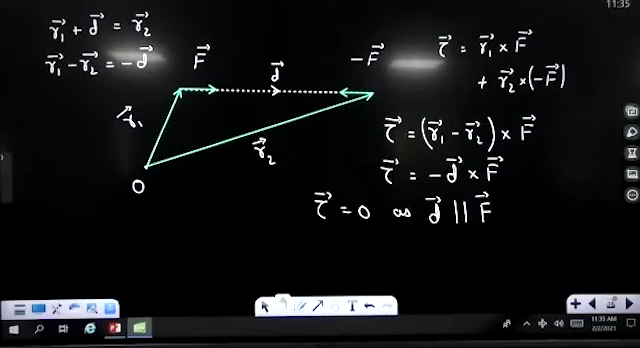 11:35
r⃗₁ + d⃗ = r⃗₂
r⃗₁ - r⃗₂ = -d⃗
F⃗
d⃗
-F⃗
r⃗₁
r⃗₂
O
τ⃗ = r⃗₁ × F⃗
+ r⃗₂ × (-F⃗)
τ⃗ = (r⃗₁ - r⃗₂) × F⃗
τ⃗ = -d⃗ × F⃗
τ⃗ = 0 as d⃗ || F⃗
T
11:35 AM
2/2/2021